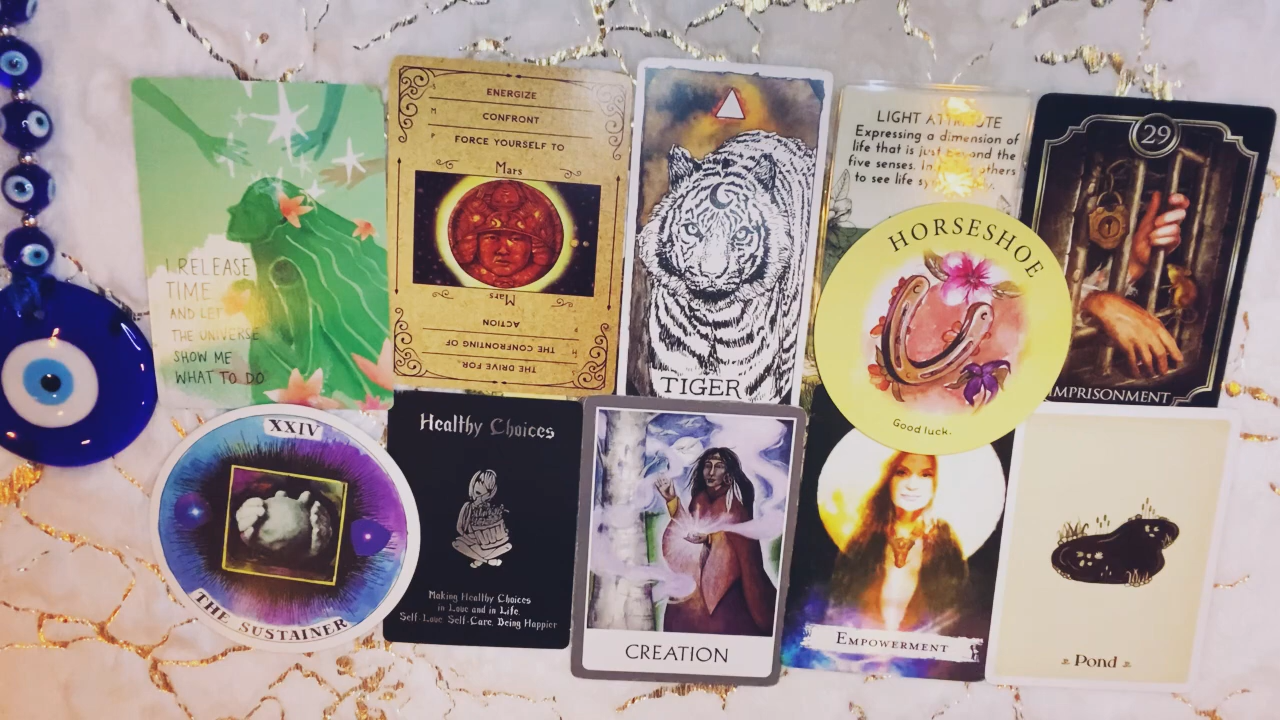 I RELEASE
TIME
AND LET
THE UNIVERSE
SHOW ME
WHAT TO DO
ENERGIZE
CONFRONT
FORCE YOURSELF TO
Mars
Mars
ACTION
THE CONFRONTING OF
THE DRIVE FOR
TIGER
LIGHT ATTRIBUTE
Expressing a dimension of
life that is just beyond the
five senses. others
to see life
HORSESHOE
Good luck.
29
IMPRISONMENT
XXIV
THE SUSTAINER
Healthy Choices
Making Healthy Choices
in Love and in Life.
Self-Love, Self-Care, Being Happier
CREATION
EMPOWERMENT
Pond